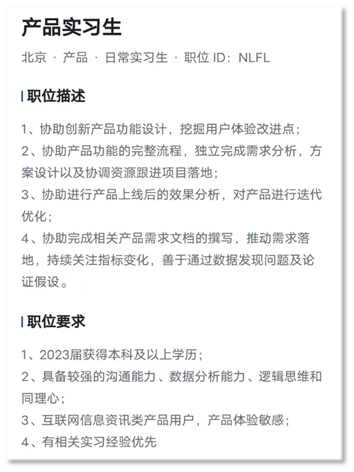 产品实习生
北京 · 产品 · 日常实习生 · 职位 ID：NLFL
职位描述
1、协助创新产品功能设计，挖掘用户体验改进点；
2、协助产品功能的完整流程，独立完成需求分析，方
案设计以及协调资源跟进项目落地；
3、协助进行产品上线后的效果分析，对产品进行迭代
优化；
4、协助完成相关产品需求文档的撰写，推动需求落
地，持续关注指标变化，善于通过数据发现问题及论
证假设。
职位要求
1、2023届获得本科及以上学历；
2、具备较强的沟通能力、数据分析能力、逻辑思维和
同理心；
3、互联网信息资讯类产品用户，产品体验敏感；
4、有相关实习经验优先